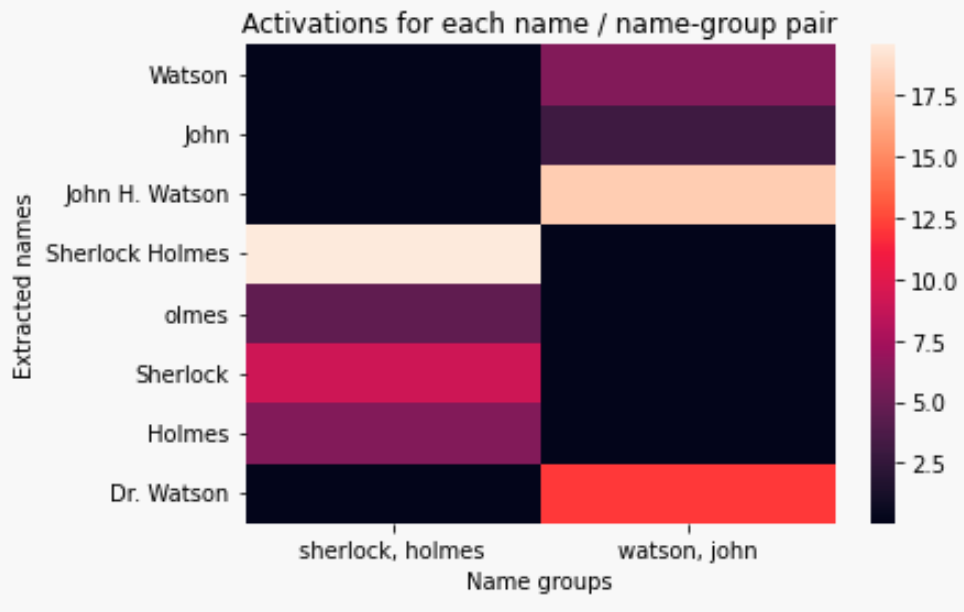 Activations for each name / name-group pair
Extracted names
Watson
John
John H. Watson
Sherlock Holmes
olmes
Sherlock
Holmes
Dr. Watson
sherlock, holmes
watson, john
Name groups
17.5
15.0
12.5
10.0
7.5
5.0
2.5